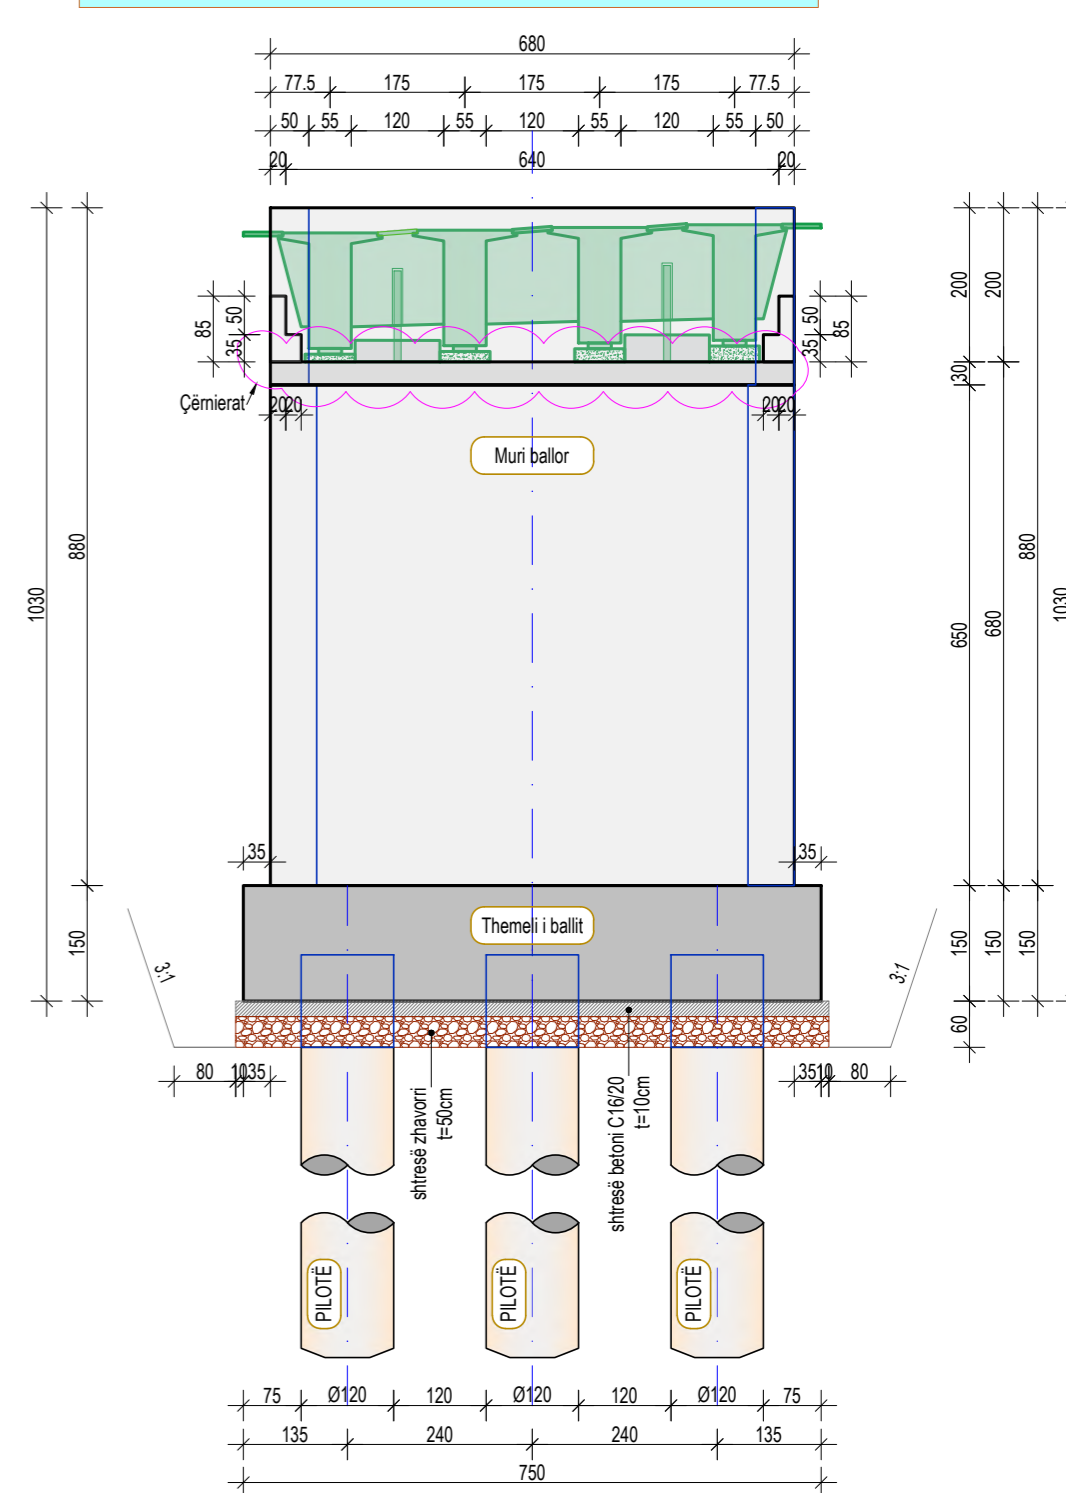 680
77.5 175 175 175 77.5
50 55 120 55 120 55 120 55 50
20 640 20
200 200
85 50 35
50 85 35
30
Çërnierat
20 20
20 20
Muri ballor
1030 880
650 680 880 1030
35 35
Themeli i ballit
150
150 150 150
3:1 3:1
60
80 10 35
35 10 80
shtresë zhavorri
t=50cm
shtresë betoni C16/20
t=10cm
PILOTË PILOTË PILOTË
75 Ø120 120 Ø120 120 Ø120 75
135 240 240 135
750